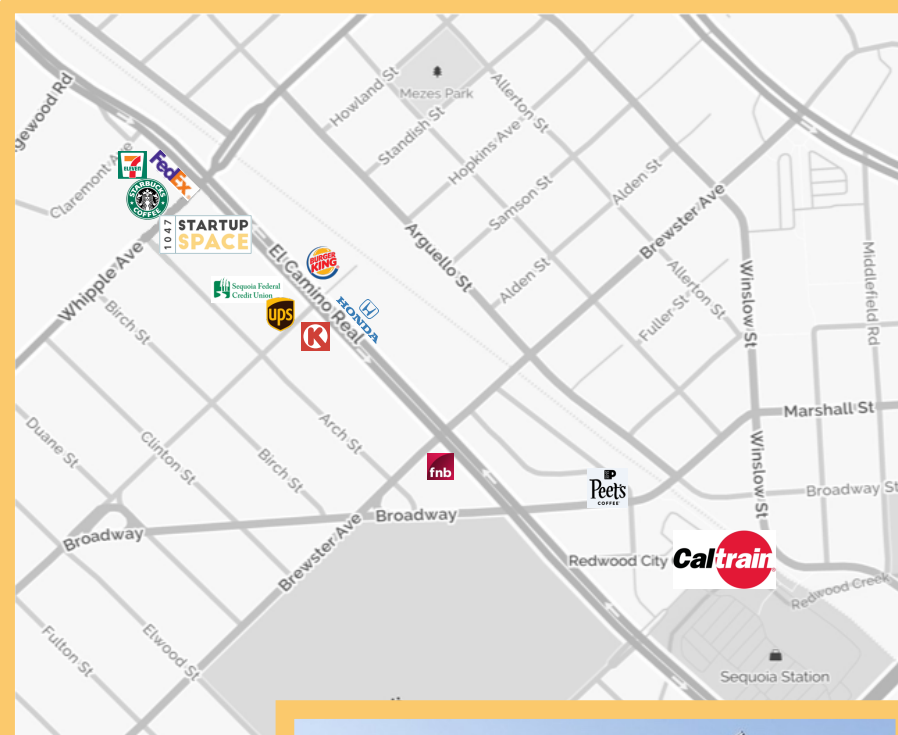 Howland St
Mezes Park
Allerton St
Standish St
Hopkins Ave
gewood Rd
Claremont Ave
7
ELEVEN
FedEx
STARBUCKS
COFFEE
1047
STARTUP
SPACE
Samson St
Alden St
Brewster Ave
Whipple Ave
El Camino Real
BURGER
KING
Arguello St
Alden St
Allerton St
Winslow St
Middlefield Rd
Sequoia Federal
Credit Union
ups
HONDA
K
Fuller St
Birch St
Marshall St
Duane St
Clinton St
Arch St
Birch St
fnb
Peet's
COFFEE
Winslow St
Broadway St
Broadway
Broadway
Brewster Ave
Redwood City
Caltrain
Redwood Creek
Fulton St
Elwood St
Sequoia Station